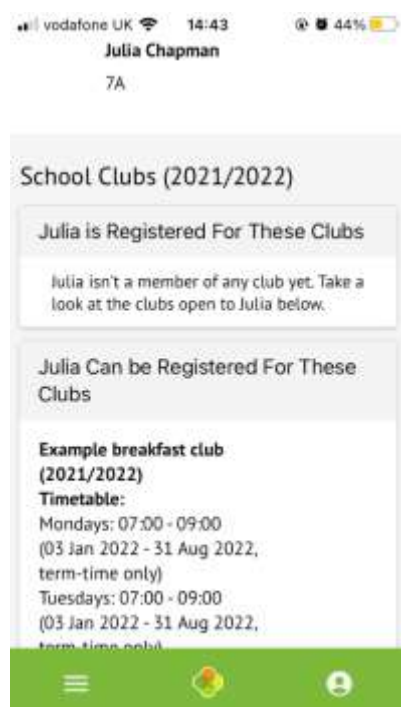 vodafone UK 14:43 44%
Julia Chapman
7A
School Clubs (2021/2022)
Julia is Registered For These Clubs
Julia isn't a member of any club yet. Take a
look at the clubs open to Julia below.
Julia Can be Registered For These
Clubs
Example breakfast club
(2021/2022)
Timetable:
Mondays: 07:00 - 09:00
(03 Jan 2022 - 31 Aug 2022,
term-time only)
Tuesdays: 07:00 - 09:00
(03 Jan 2022 - 31 Aug 2022,
term-time only)